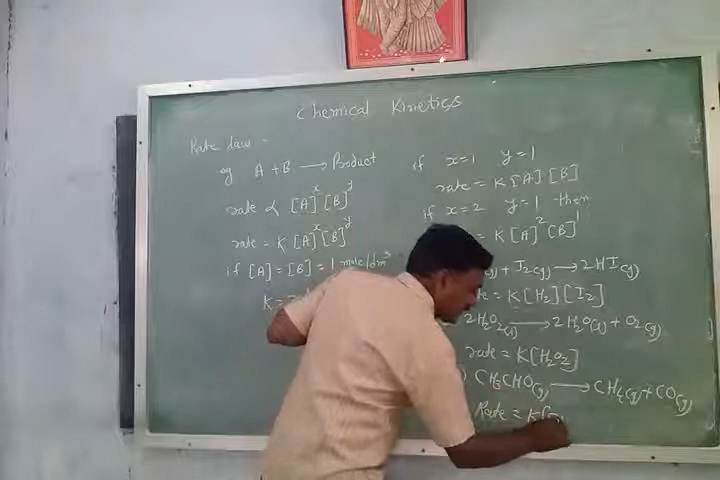 Chemical Kinetics
Rate law -
eg A + B ⟶ Product
rate ∝ [A]ˣ [B]ʸ
rate = K [A]ˣ [B]ʸ
if [A] = [B] = 1 mole/dm³
K =
if x=1 y=1
rate = K [A] [B]
if x=2 y=1 then
= K [A]² [B]¹
+ I₂(g) ⟶ 2HI(g)
= K [H₂] [I₂]
2H₂O₂(l) ⟶ 2H₂O(l) + O₂(g)
rate = K[H₂O₂]
CH₃CHO(g) ⟶ CH₄(g) + CO(g)
Rate = K[